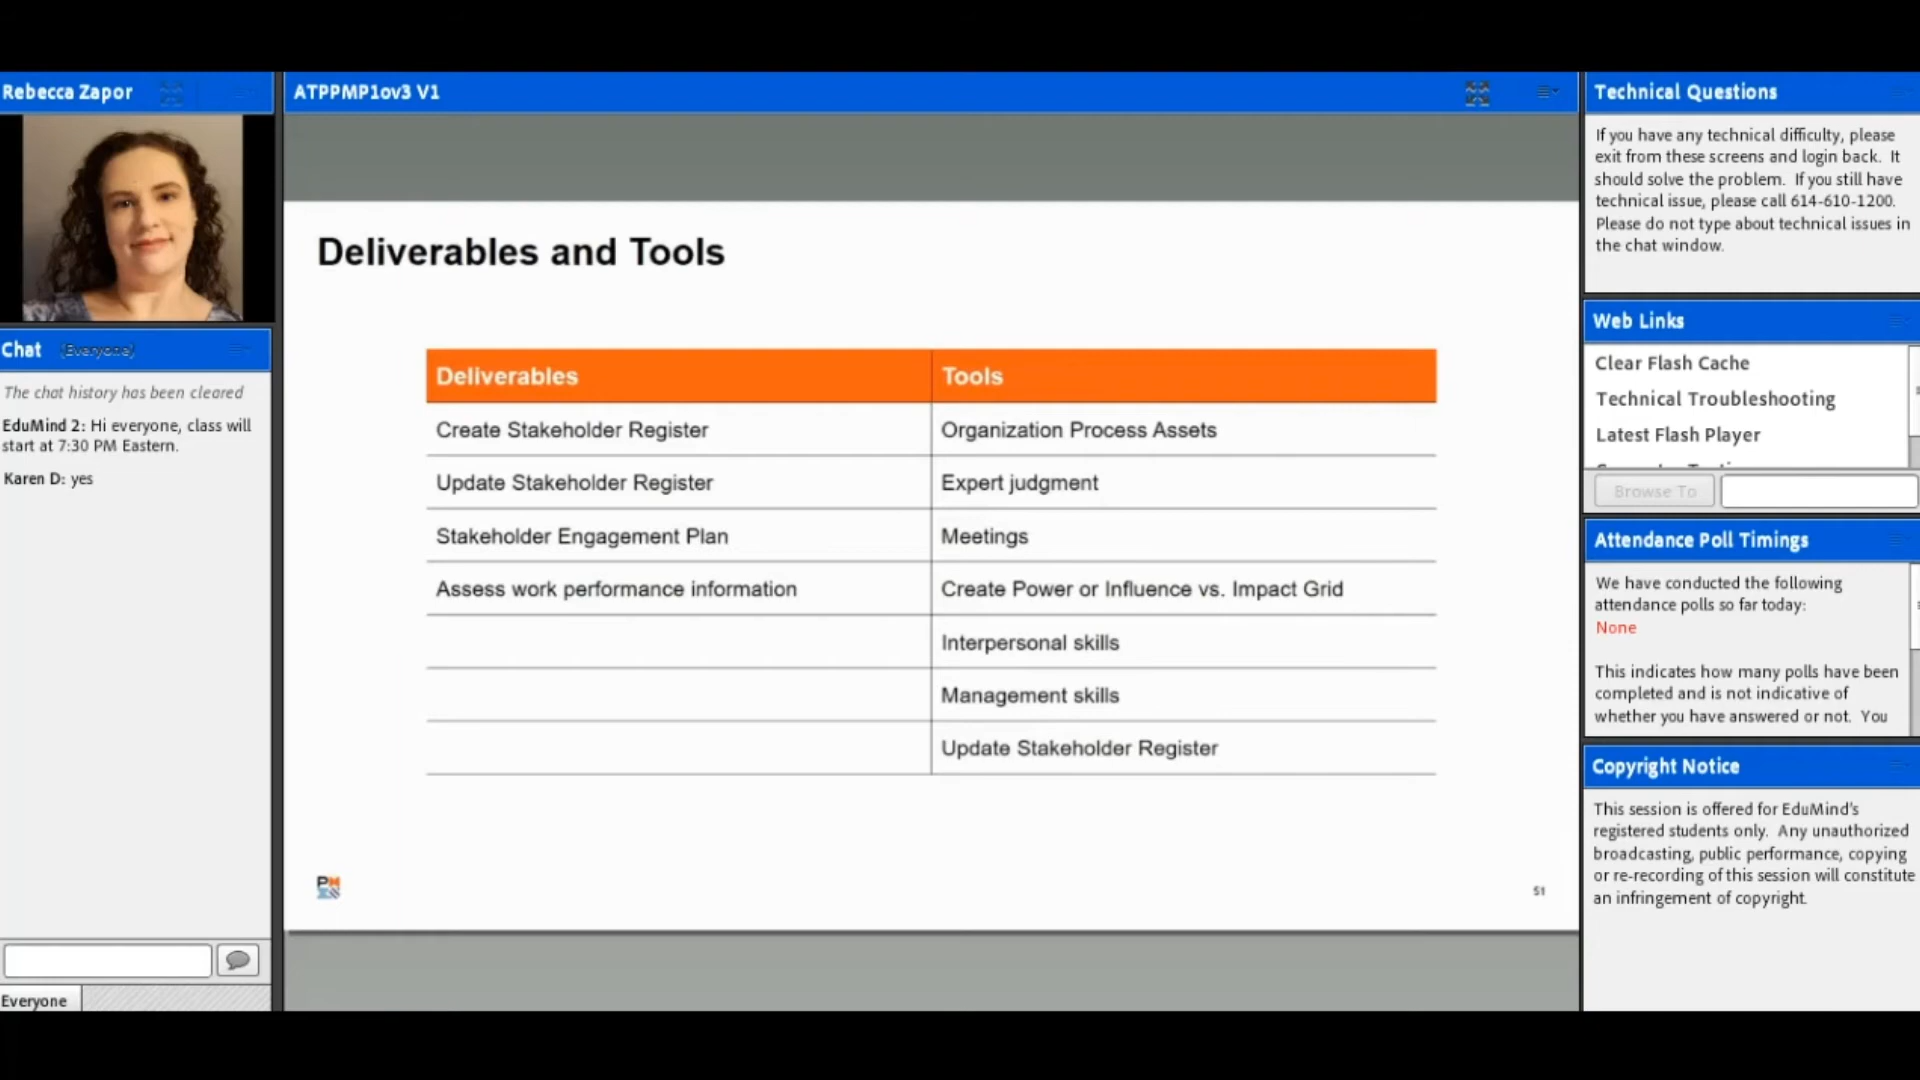 Rebecca Zapor
Chat (Everyone)
The chat history has been cleared
EduMind 2: Hi everyone, class will
start at 7:30 PM Eastern.
Karen D: yes
Everyone
ATPPMP1ov3 V1
Deliverables and Tools
Deliverables Tools
Create Stakeholder Register Organization Process Assets
Update Stakeholder Register Expert judgment
Stakeholder Engagement Plan Meetings
Assess work performance information Create Power or Influence vs. Impact Grid
Interpersonal skills
Management skills
Update Stakeholder Register
51
Technical Questions
If you have any technical difficulty, please
exit from these screens and login back. It
should solve the problem. If you still have
technical issue, please call 614-610-1200.
Please do not type about technical issues in
the chat window.
Web Links
Clear Flash Cache
Technical Troubleshooting
Latest Flash Player
Browse To
Attendance Poll Timings
We have conducted the following
attendance polls so far today:
None
This indicates how many polls have been
completed and is not indicative of
whether you have answered or not. You
Copyright Notice
This session is offered for EduMind's
registered students only. Any unauthorized
broadcasting, public performance, copying
or re-recording of this session will constitute
an infringement of copyright.